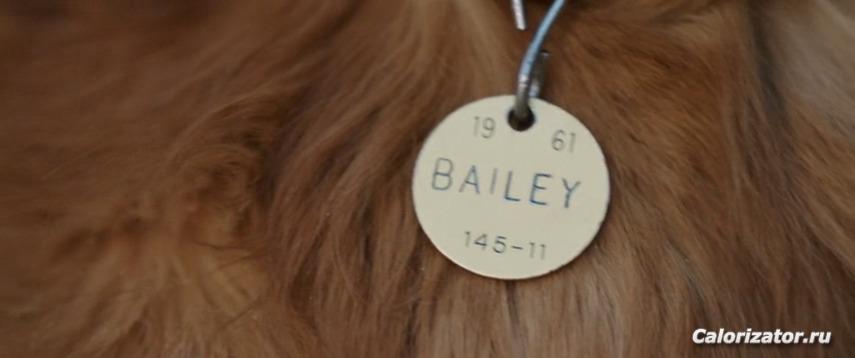 19 61
BAILEY
145-11
Calorizator.ru